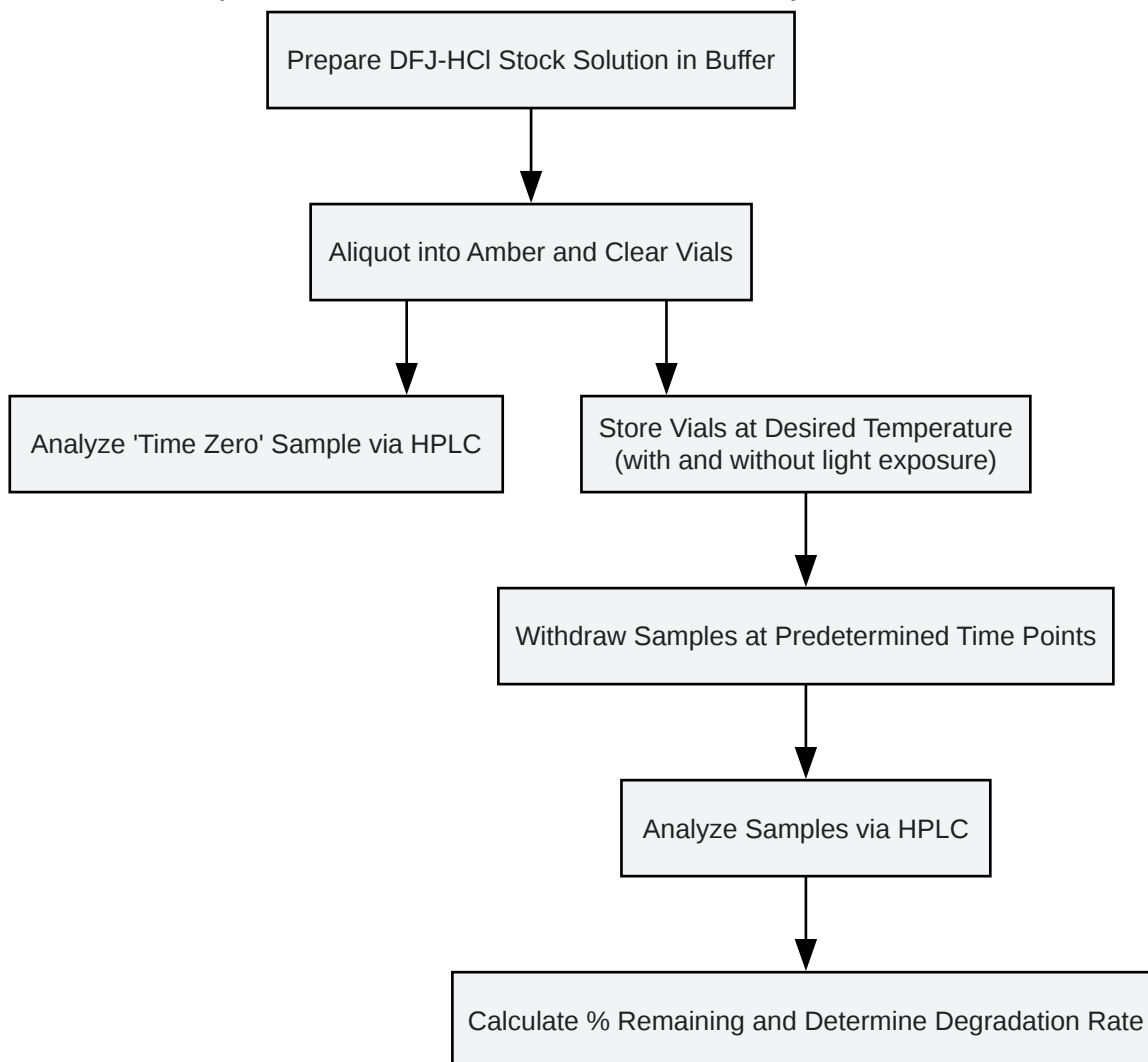 Prepare DFJ-HCl Stock Solution in Buffer
Aliquot into Amber and Clear Vials
Analyze 'Time Zero' Sample via HPLC
Store Vials at Desired Temperature
(with and without light exposure)
Withdraw Samples at Predetermined Time Points
Analyze Samples via HPLC
Calculate % Remaining and Determine Degradation Rate